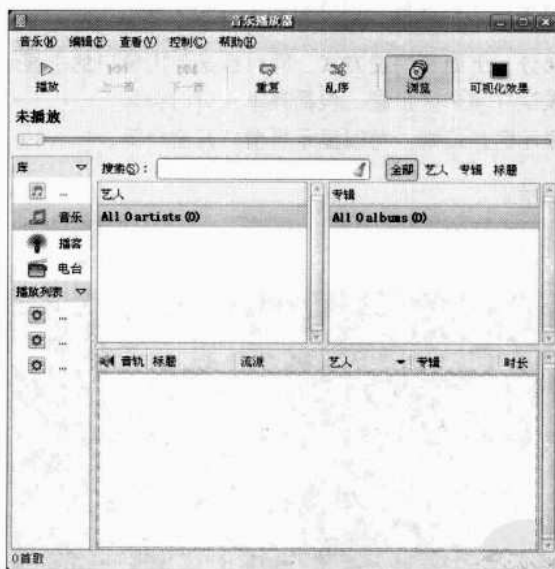 音乐播放器
音乐(M) 编辑(E) 查看(V) 控制(C) 帮助(H)
播放 上一首 下一首 重复 乱序 浏览 可视化效果
未播放
库 搜索(S): 全部 艺人 专辑 标题
... 艺人 专辑
音乐 All 0 artists (0) All 0 albums (0)
播客
电台
播放列表
...
...
...
音轨 标题 流派 艺人 专辑 时长
0 首歌